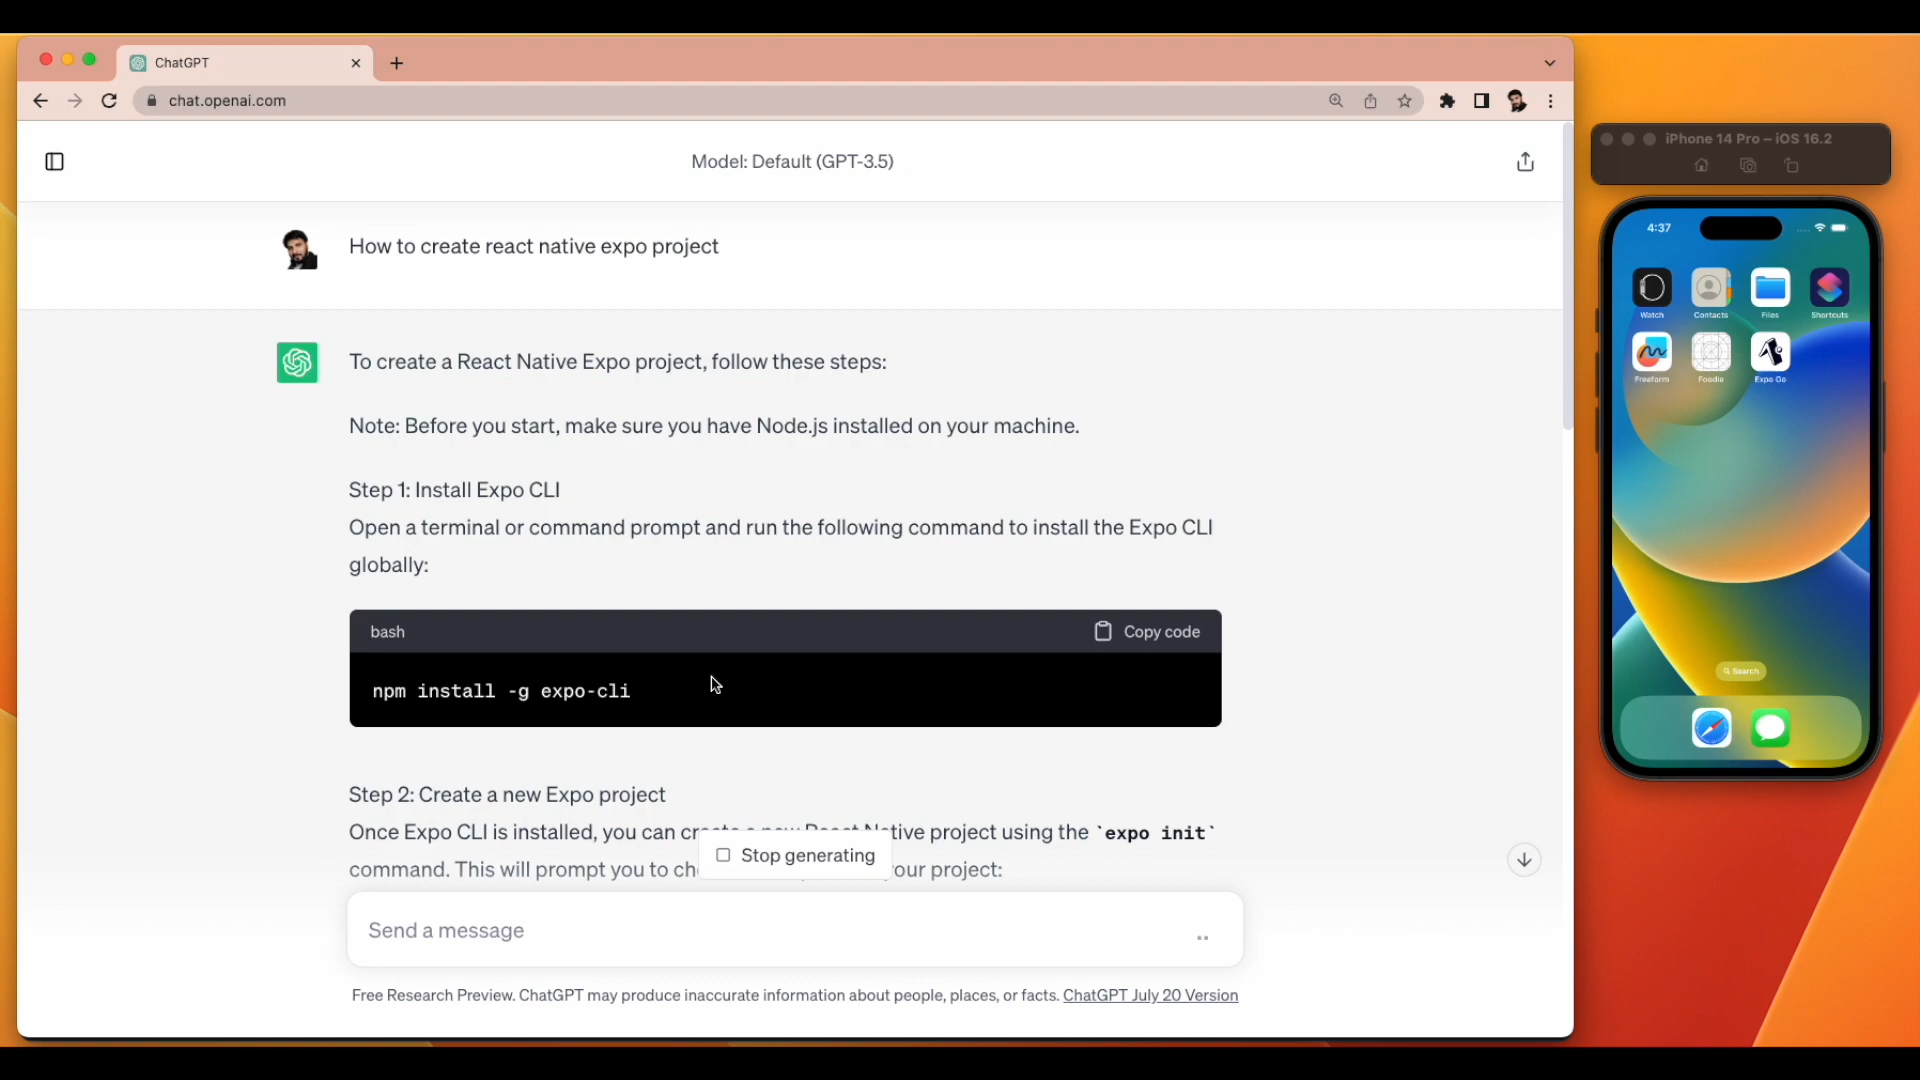 ChatGPT
chat.openai.com
Model: Default (GPT-3.5)
How to create react native expo project
To create a React Native Expo project, follow these steps:
Note: Before you start, make sure you have Node.js installed on your machine.
Step 1: Install Expo CLI
Open a terminal or command prompt and run the following command to install the Expo CLI
globally:
bash
Copy code
npm install -g expo-cli
Step 2: Create a new Expo project
Once Expo CLI is installed, you can create a new React Native project using the `expo init`
command. This will prompt you to ch our project:
Stop generating
Send a message
Free Research Preview. ChatGPT may produce inaccurate information about people, places, or facts. ChatGPT July 20 Version
iPhone 14 Pro – iOS 16.2
4:37
Watch
Contacts
Files
Shortcuts
Freeform
Foodie
Expo Go
Search